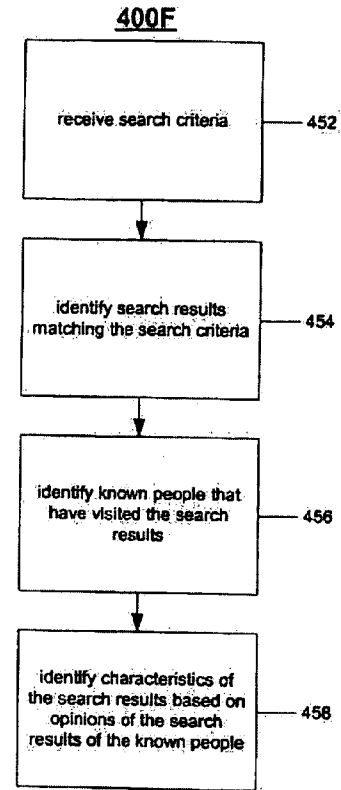 400F
receive search criteria
452
identify search results
matching the search criteria
454
identify known people that
have visited the search
results
456
identify characteristics of
the search results based on
opinions of the search
results of the known people
458